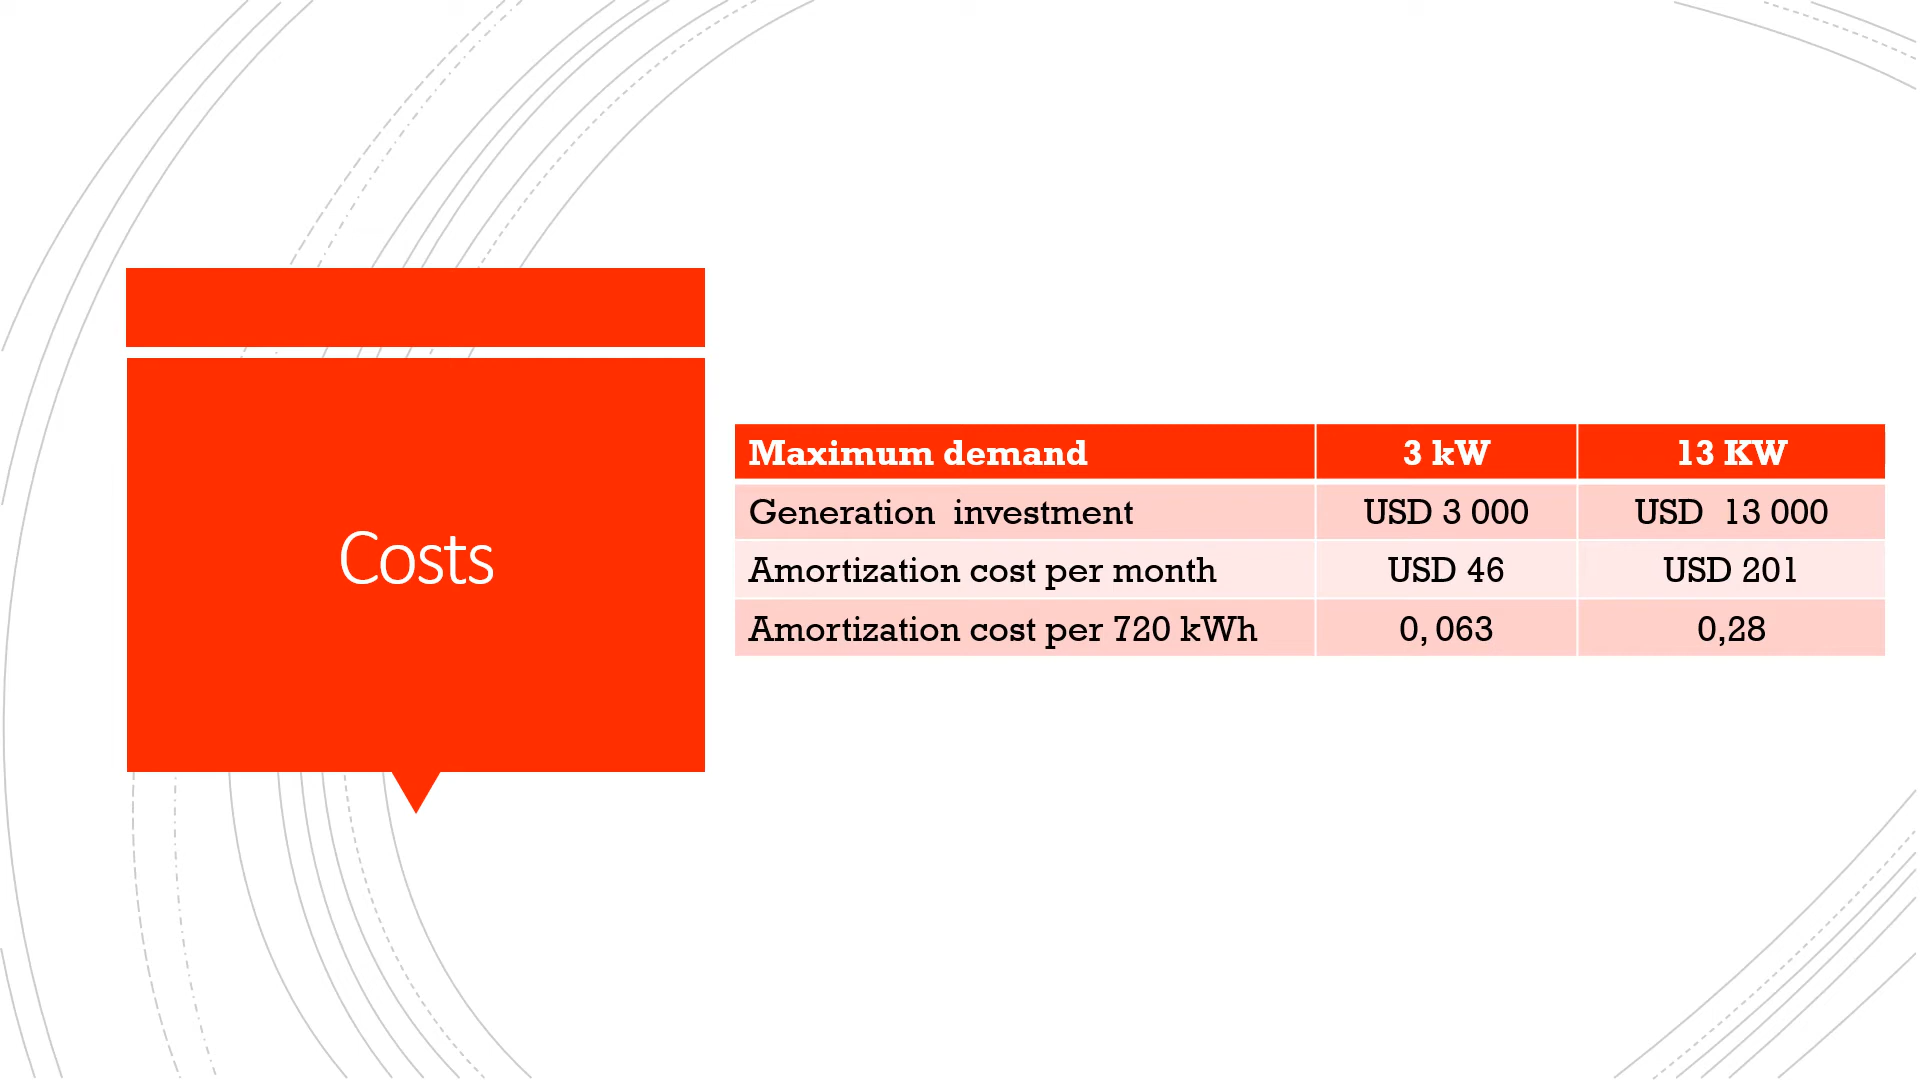 Costs
Maximum demand 3 kW 13 KW
Generation  investment USD 3 000 USD  13 000
Amortization cost per month USD 46 USD 201
Amortization cost per 720 kWh 0, 063 0,28